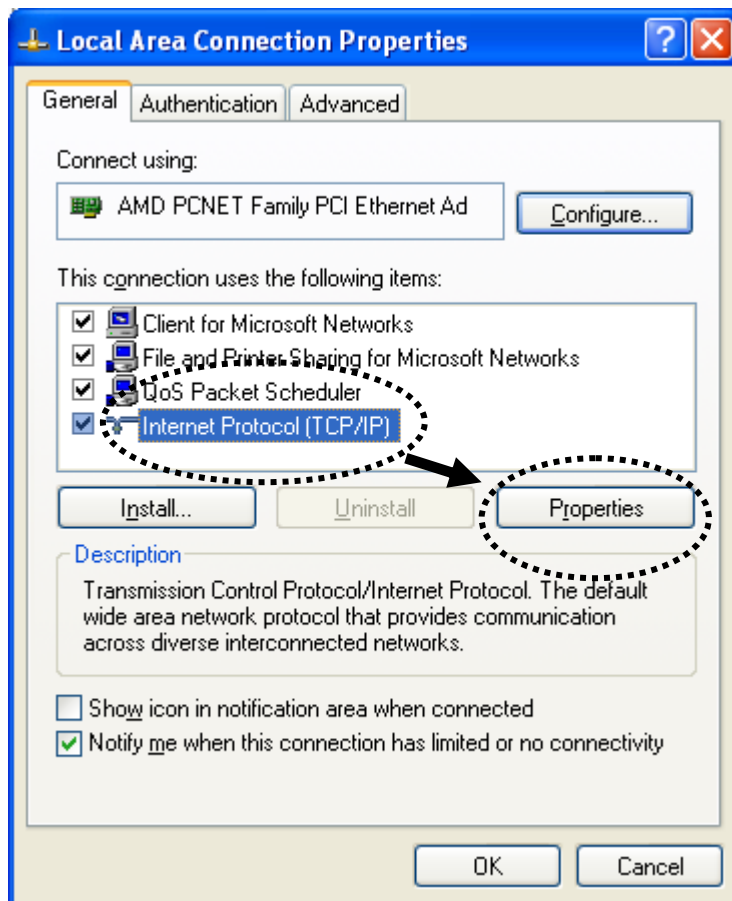 Local Area Connection Properties
General Authentication Advanced
Connect using:
AMD PCNET Family PCI Ethernet Ad
Configure...
This connection uses the following items:
Client for Microsoft Networks
File and Printer Sharing for Microsoft Networks
QoS Packet Scheduler
Internet Protocol (TCP/IP)
Install... Uninstall Properties
Description
Transmission Control Protocol/Internet Protocol. The default
wide area network protocol that provides communication
across diverse interconnected networks.
Show icon in notification area when connected
Notify me when this connection has limited or no connectivity
OK Cancel